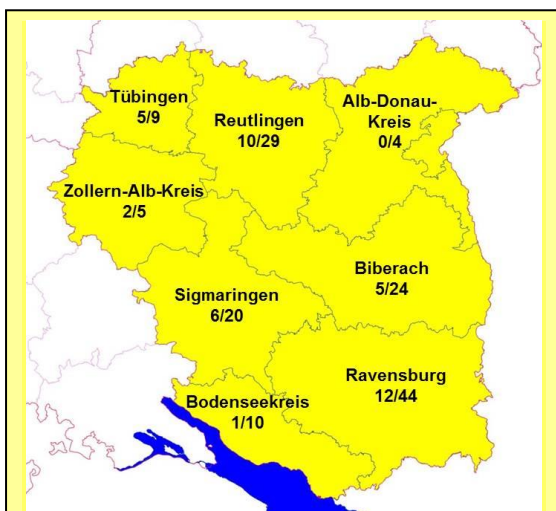 Tübingen
5/9
Reutlingen
10/29
Alb-Donau-
Kreis
0/4
Zollern-Alb-Kreis
2/5
Biberach
5/24
Sigmaringen
6/20
Ravensburg
12/44
Bodenseekreis
1/10